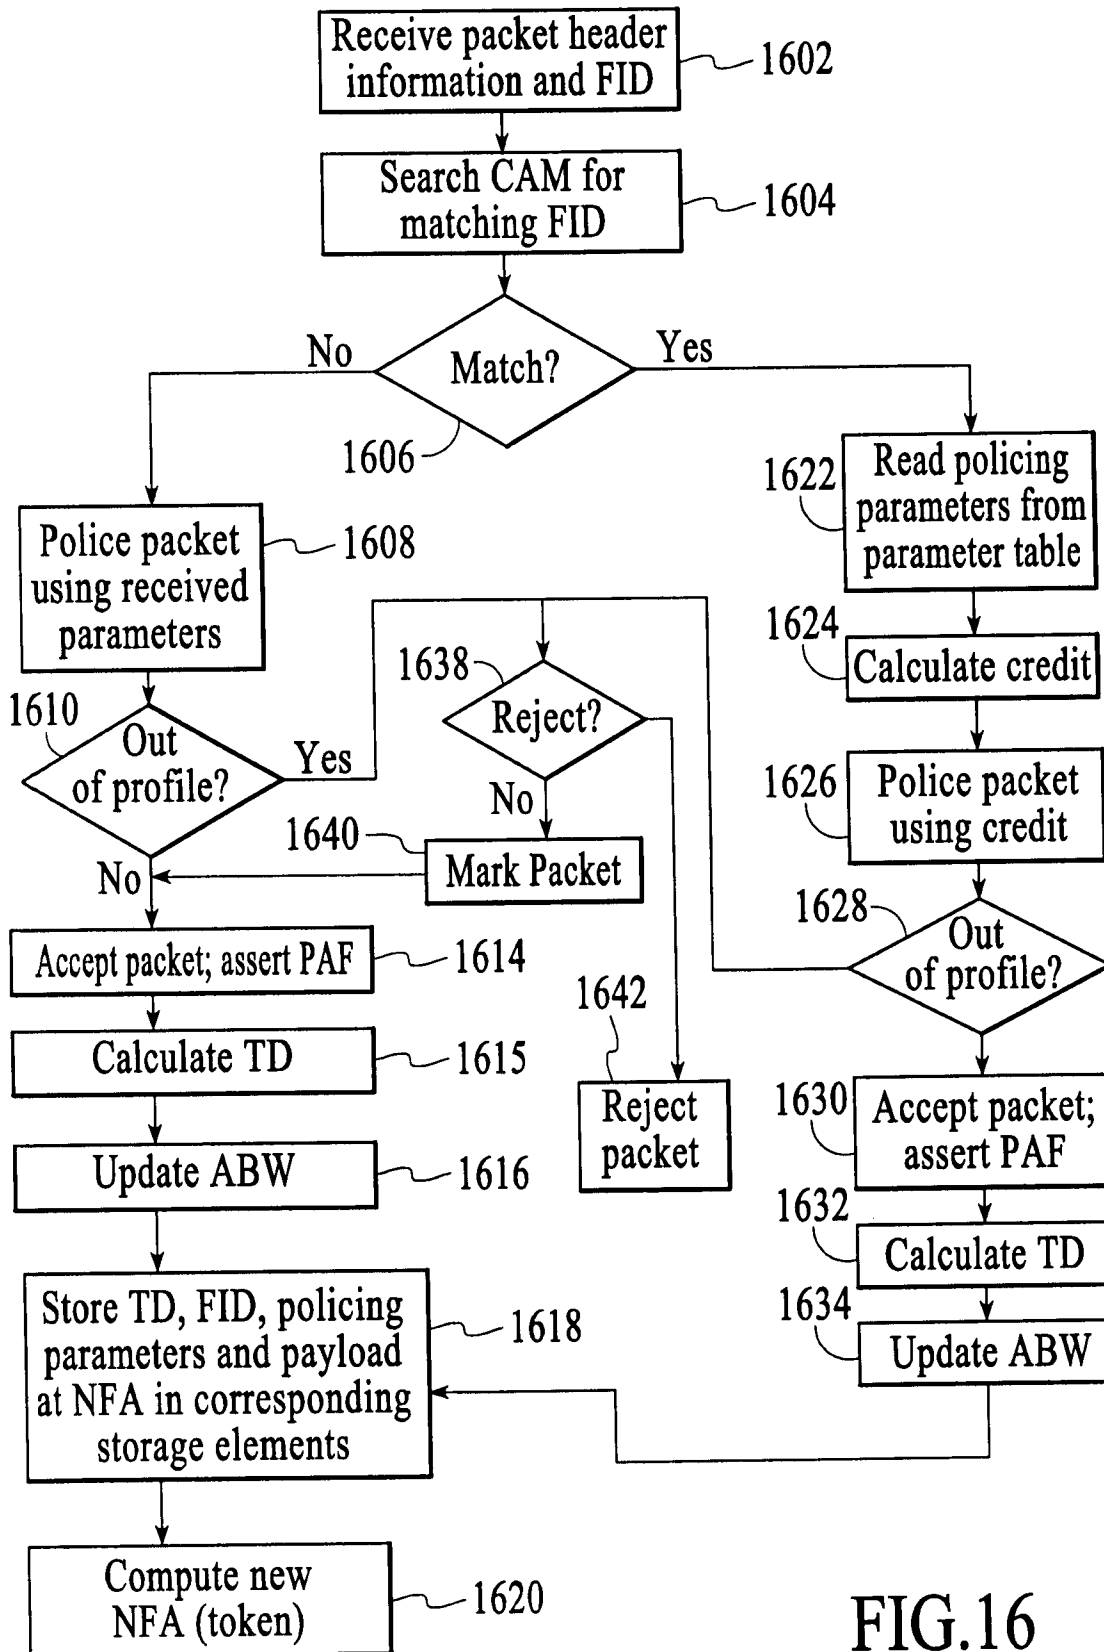 Receive packet header
information and FID
1602
Search CAM for
matching FID
1604
Match?
No
Yes
1606
Police packet
using received
parameters
1608
1622
Read policing
parameters from
parameter table
1624
Calculate credit
1638
Reject?
1610
Out
of profile?
Yes
No
1626
Police packet
using credit
1640
Mark Packet
No
1628
Out
of profile?
Accept packet; assert PAF
1614
1642
Reject
packet
Calculate TD
1615
1630
Accept packet;
assert PAF
Update ABW
1616
1632
Calculate TD
1634
Update ABW
Store TD, FID, policing
parameters and payload
at NFA in corresponding
storage elements
1618
Compute new
NFA (token)
1620
FIG.16